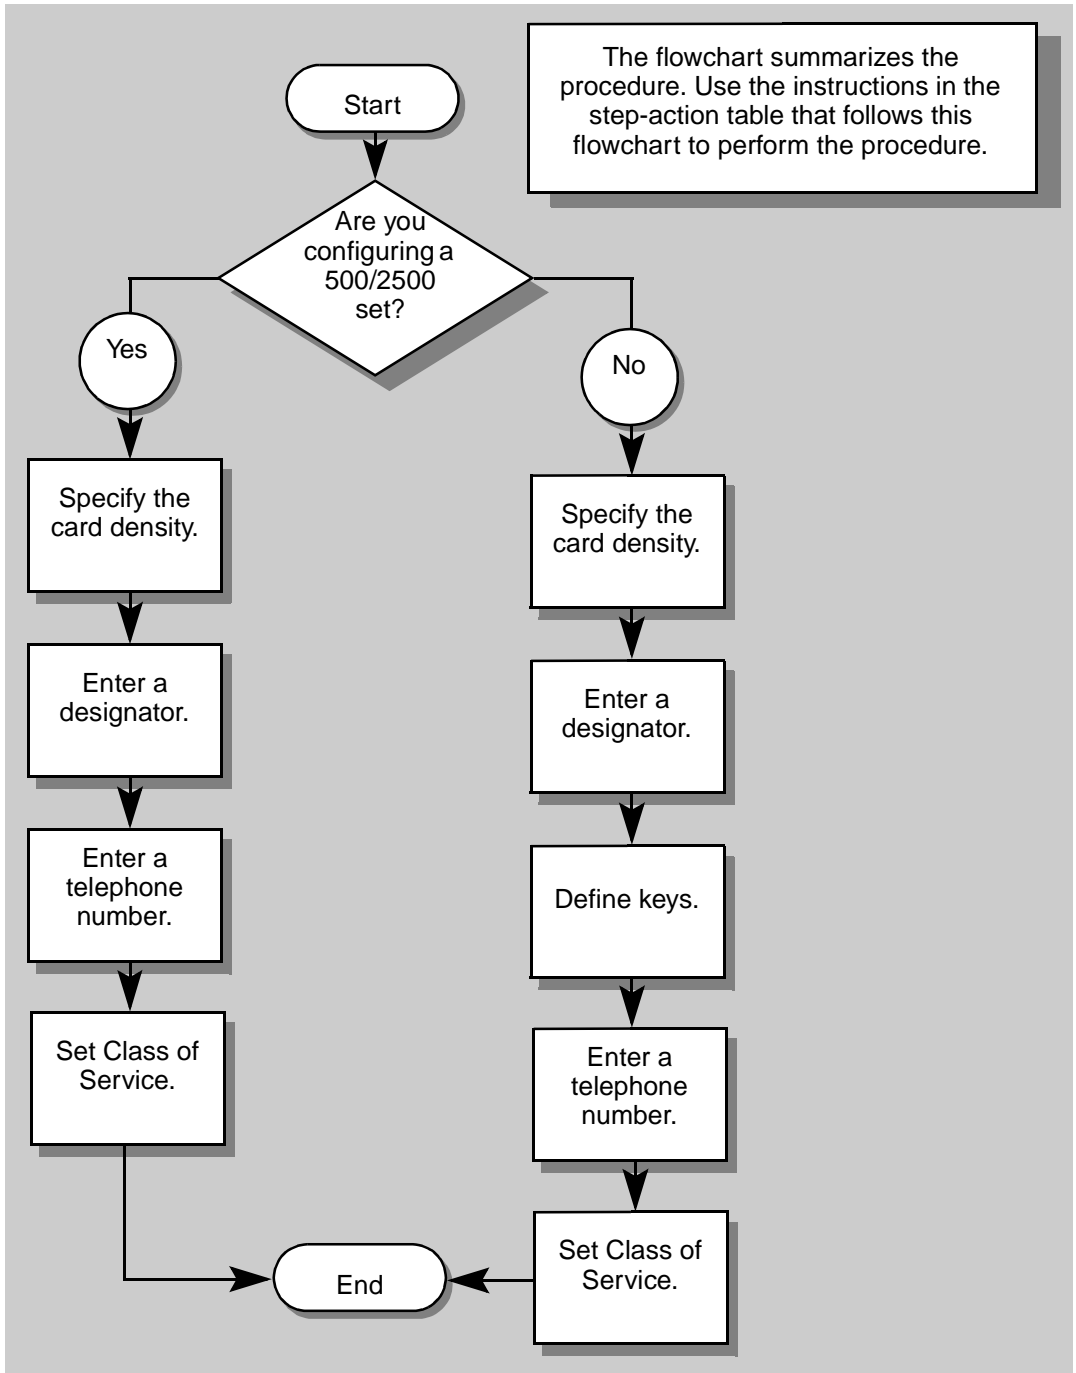 The flowchart summarizes the
procedure. Use the instructions in the
step-action table that follows this
flowchart to perform the procedure.
Start
Are you
configuring a
500/2500
set?
Yes
No
Specify the
card density.
Enter a
designator.
Enter a
telephone
number.
Set Class of
Service.
Specify the
card density.
Enter a
designator.
Define keys.
Enter a
telephone
number.
Set Class of
Service.
End